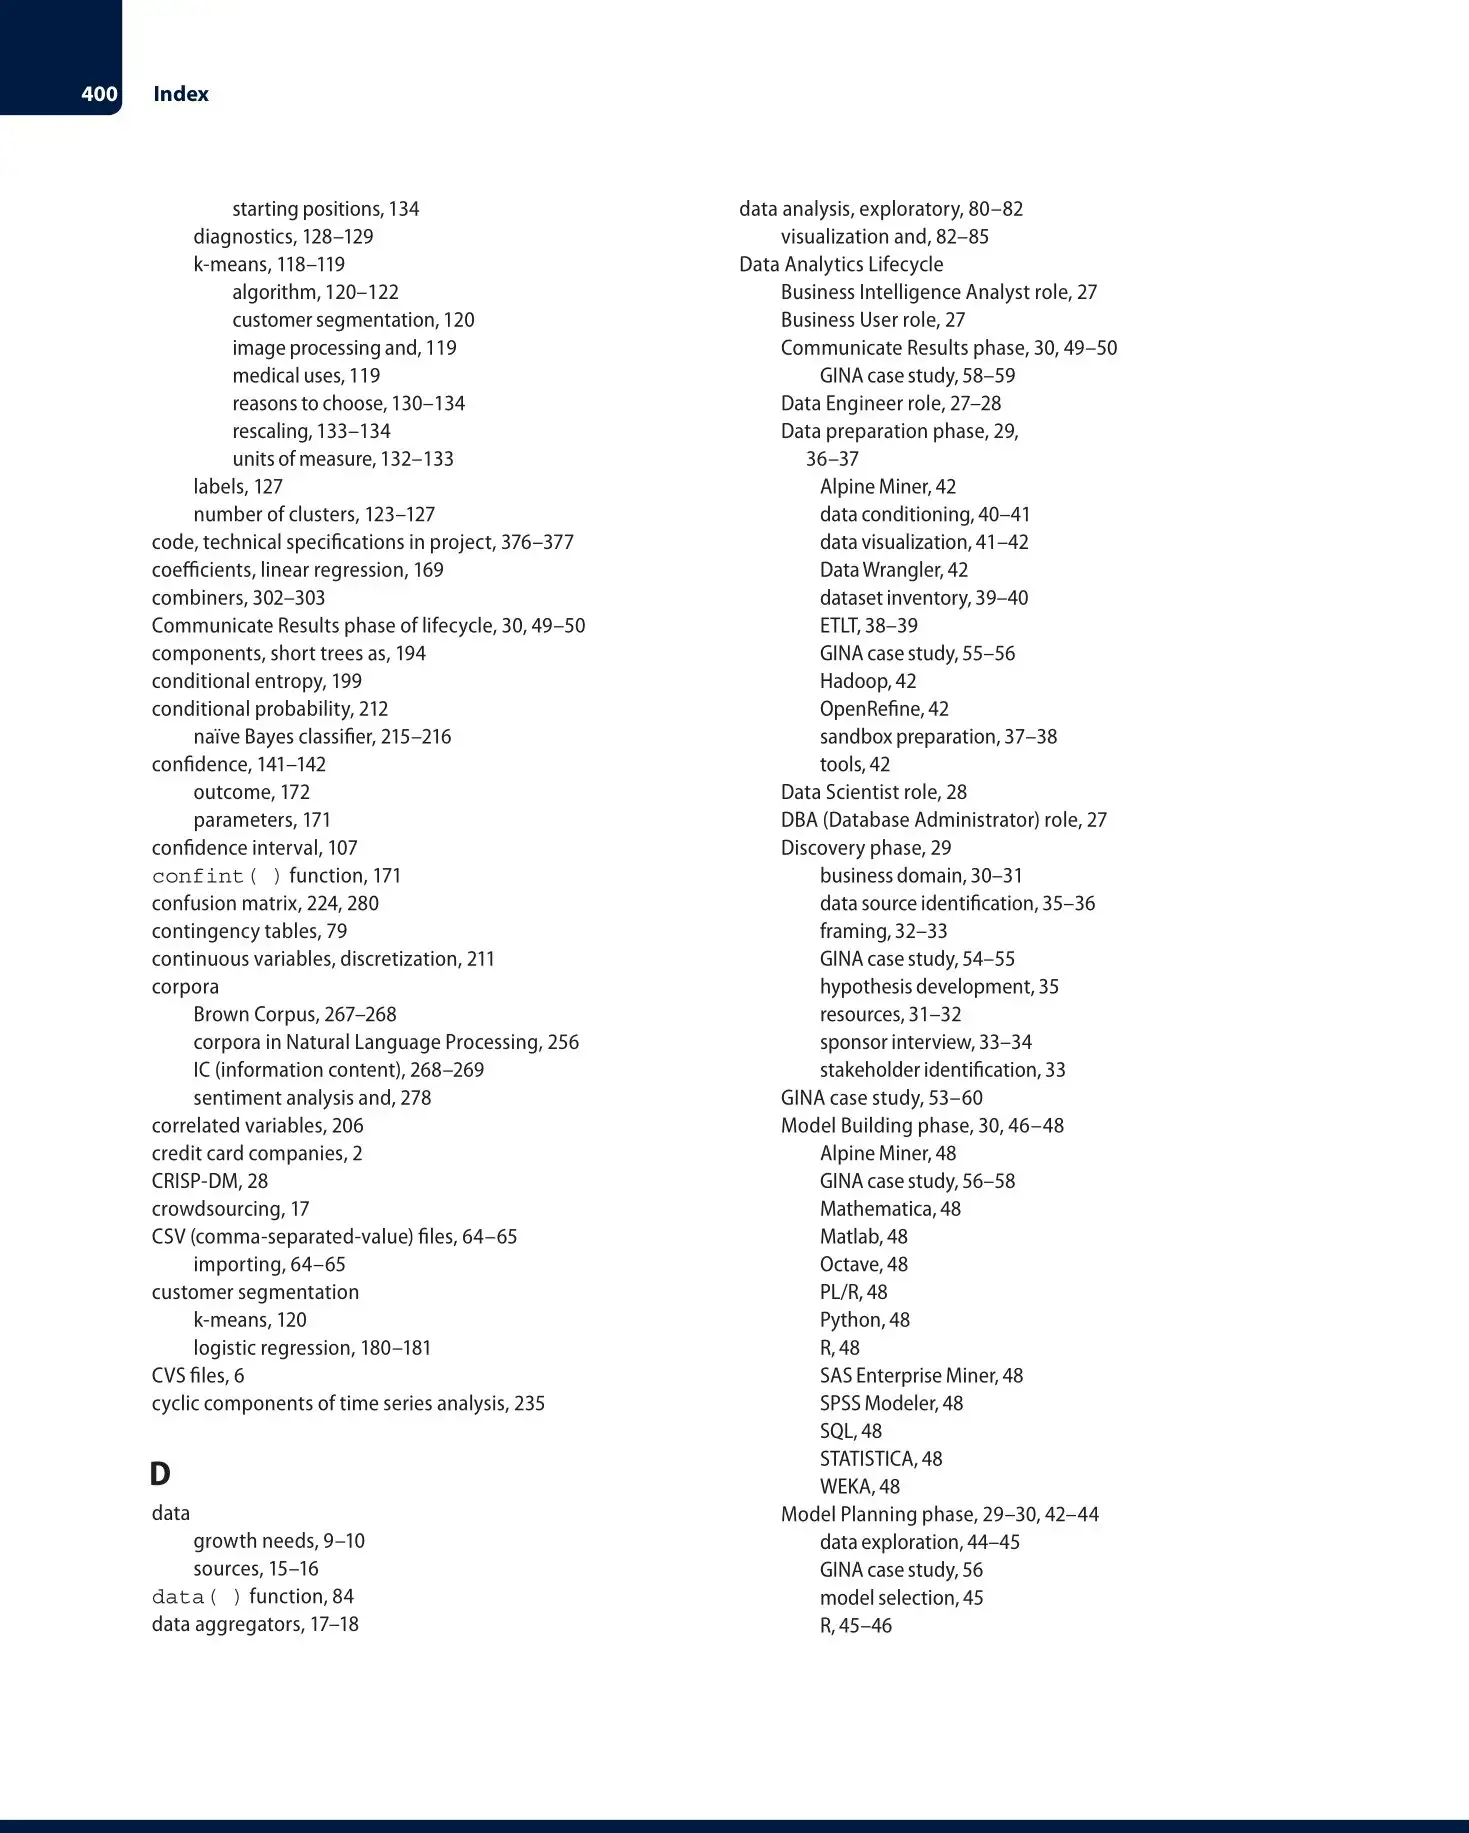 400 Index
starting positions, 134
diagnostics, 128–129
k-means, 118–119
algorithm, 120–122
customer segmentation, 120
image processing and, 119
medical uses, 119
reasons to choose, 130–134
rescaling, 133–134
units of measure, 132–133
labels, 127
number of clusters, 123–127
code, technical specifications in project, 376–377
coefficients, linear regression, 169
combiners, 302–303
Communicate Results phase of lifecycle, 30, 49–50
components, short trees as, 194
conditional entropy, 199
conditional probability, 212
naïve Bayes classifier, 215–216
confidence, 141–142
outcome, 172
parameters, 171
confidence interval, 107
confint( ) function, 171
confusion matrix, 224, 280
contingency tables, 79
continuous variables, discretization, 211
corpora
Brown Corpus, 267–268
corpora in Natural Language Processing, 256
IC (information content), 268–269
sentiment analysis and, 278
correlated variables, 206
credit card companies, 2
CRISP-DM, 28
crowdsourcing, 17
CSV (comma-separated-value) files, 64–65
importing, 64–65
customer segmentation
k-means, 120
logistic regression, 180–181
CVS files, 6
cyclic components of time series analysis, 235
D
data
growth needs, 9–10
sources, 15–16
data( ) function, 84
data aggregators, 17–18
data analysis, exploratory, 80–82
visualization and, 82–85
Data Analytics Lifecycle
Business Intelligence Analyst role, 27
Business User role, 27
Communicate Results phase, 30, 49–50
GINA case study, 58–59
Data Engineer role, 27–28
Data preparation phase, 29,
36–37
Alpine Miner, 42
data conditioning, 40–41
data visualization, 41–42
Data Wrangler, 42
dataset inventory, 39–40
ETLT, 38–39
GINA case study, 55–56
Hadoop, 42
OpenRefine, 42
sandbox preparation, 37–38
tools, 42
Data Scientist role, 28
DBA (Database Administrator) role, 27
Discovery phase, 29
business domain, 30–31
data source identification, 35–36
framing, 32–33
GINA case study, 54–55
hypothesis development, 35
resources, 31–32
sponsor interview, 33–34
stakeholder identification, 33
GINA case study, 53–60
Model Building phase, 30, 46–48
Alpine Miner, 48
GINA case study, 56–58
Mathematica, 48
Matlab, 48
Octave, 48
PL/R, 48
Python, 48
R, 48
SAS Enterprise Miner, 48
SPSS Modeler, 48
SQL, 48
STATISTICA, 48
WEKA, 48
Model Planning phase, 29–30, 42–44
data exploration, 44–45
GINA case study, 56
model selection, 45
R, 45–46